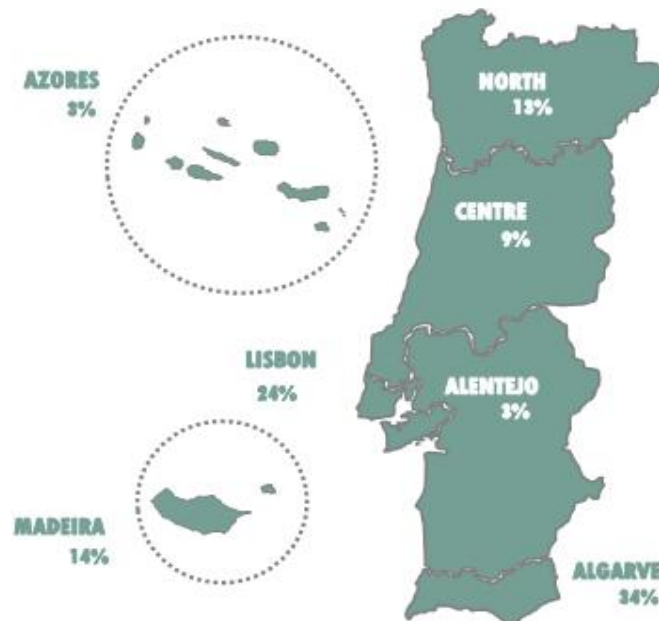 AZORES
3%
NORTH
13%
CENTRE
9%
LISBON
24%
ALENTEJO
3%
MADEIRA
14%
ALGARVE
34%